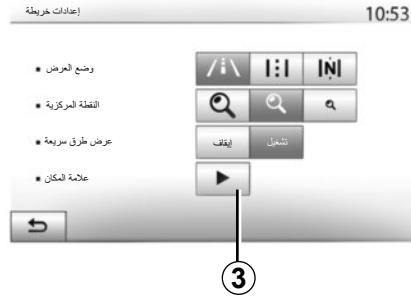 إعدادات خريطة 10:53
وضع العرض
النقطة المركزية
عرض طرق سريعة إيقاف تشغيل
علامة المكان
3